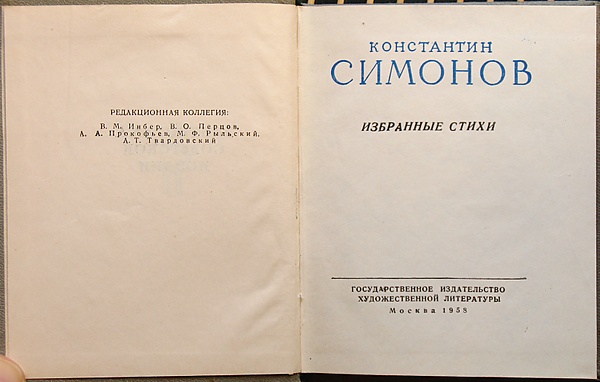 РЕДАКЦИОННАЯ КОЛЛЕГИЯ:
В. М. Инбер, В. О. Перцов,
А. А. Прокофьев, М. Ф. Рыльский,
А. Т. Твардовский
КОНСТАНТИН
СИМОНОВ
ИЗБРАННЫЕ СТИХИ
ГОСУДАРСТВЕННОЕ ИЗДАТЕЛЬСТВО
ХУДОЖЕСТВЕННОЙ ЛИТЕРАТУРЫ
Москва 1958